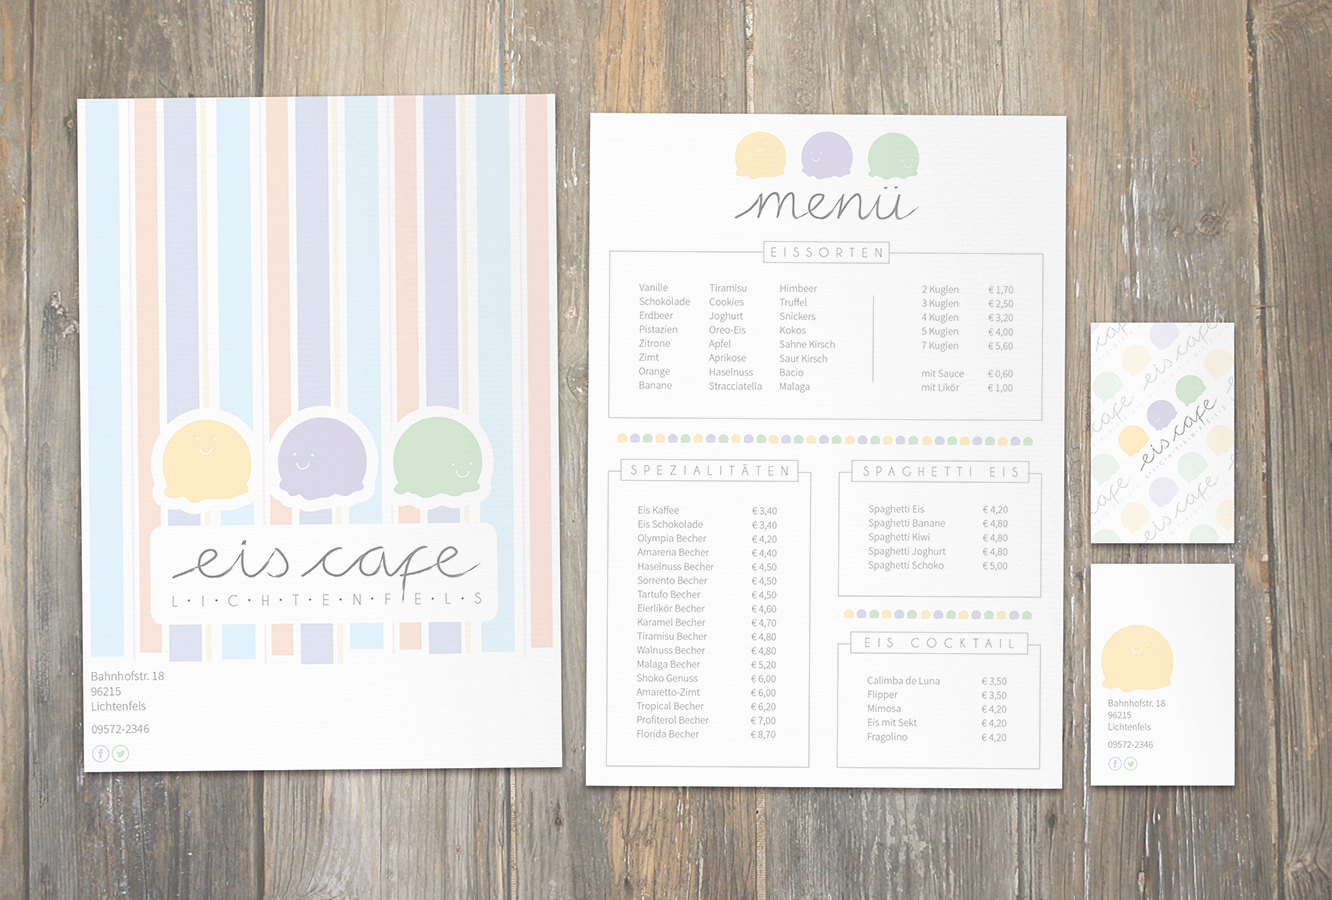 eis cafe
L·I·C·H·T·E·N·F·E·L·S
Bahnhofstr. 18
96215
Lichtenfels
09572-2346
menü
EISSORTEN
Vanille Tiramisu Himbeer 2 Kuglen € 1,70
Schokolade Cookies Truffel 3 Kuglen € 2,50
Erdbeer Joghurt Snickers 4 Kuglen € 3,20
Pistazien Oreo-Eis Kokos 5 Kuglen € 4,00
Zitrone Apfel Sahne Kirsch 7 Kuglen € 5,60
Zimt Aprikose Saur Kirsch
Orange Haselnuss Bacio mit Sauce € 0,60
Banane Stracciatella Malaga mit Likör € 1,00
SPEZIALITÄTEN
Eis Kaffee € 3,40
Eis Schokolade € 3,40
Olympia Becher € 4,20
Amarena Becher € 4,40
Haselnuss Becher € 4,50
Sorrento Becher € 4,50
Tartufo Becher € 4,50
Eierlikör Becher € 4,60
Karamel Becher € 4,70
Tiramisu Becher € 4,80
Walnuss Becher € 4,80
Malaga Becher € 5,20
Shoko Genuss € 6,00
Amaretto-Zimt € 6,00
Tropical Becher € 6,20
Profiterol Becher € 7,00
Florida Becher € 8,70
SPAGHETTI EIS
Spaghetti Eis € 4,20
Spaghetti Banane € 4,80
Spaghetti Kiwi € 4,80
Spaghetti Joghurt € 4,80
Spaghetti Schoko € 5,00
EIS COCKTAIL
Calimba de Luna € 3,50
Flipper € 3,50
Mimosa € 4,20
Eis mit Sekt € 4,20
Fragolino € 4,20
eis cafe
eis cafe
eis cafe
L·I·C·H·T·E·N·F·E·L·S
eis cafe
Bahnhofstr. 18
96215
Lichtenfels
09572-2346